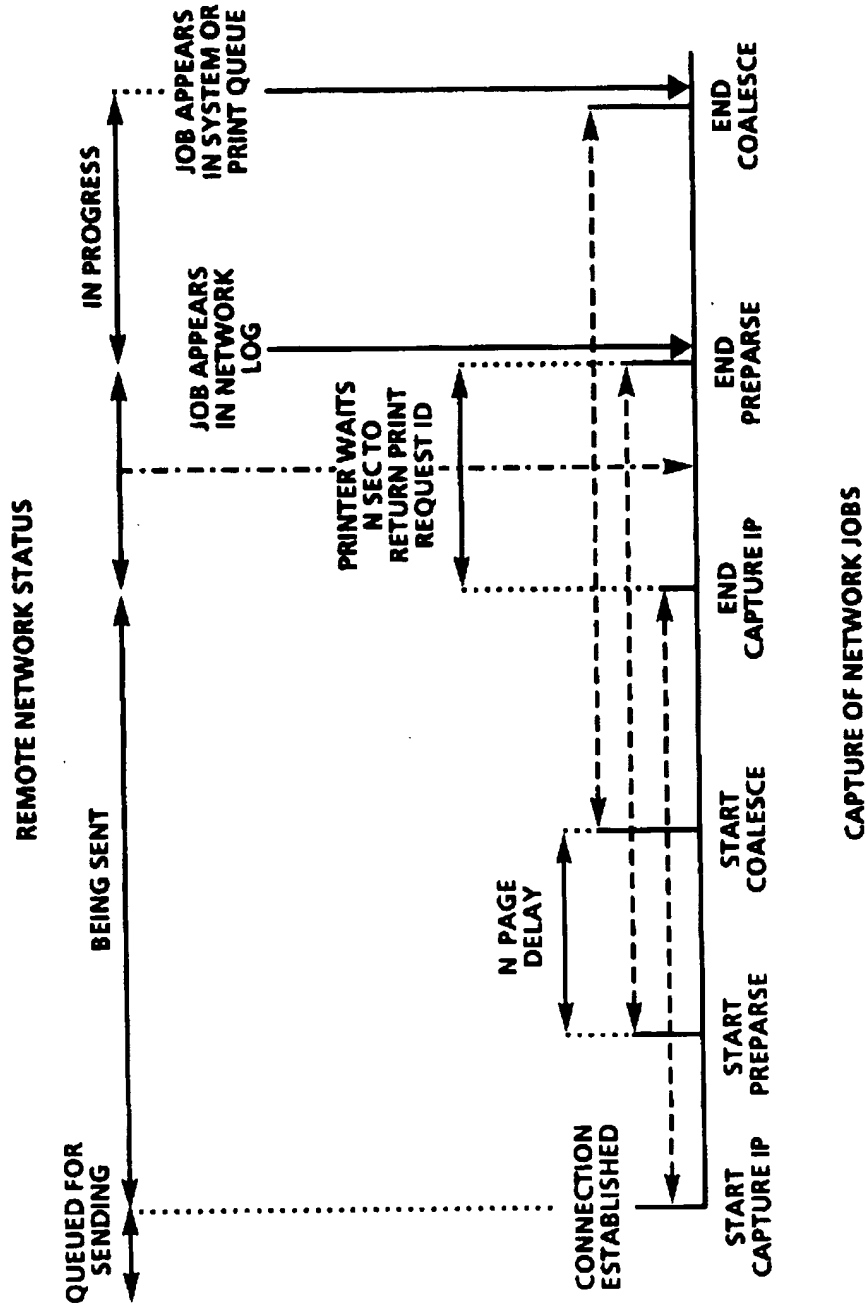 REMOTE NETWORK STATUS
QUEUED FOR
SENDING
BEING SENT
IN PROGRESS
JOB APPEARS
IN NETWORK
LOG
JOB APPEARS
IN SYSTEM OR
PRINT QUEUE
PRINTER WAITS
N SEC TO
RETURN PRINT
REQUEST ID
N PAGE
DELAY
CONNECTION
ESTABLISHED
START
CAPTURE IP
START
PREPARSE
START
COALESCE
END
CAPTURE IP
END
PREPARSE
END
COALESCE
CAPTURE OF NETWORK JOBS